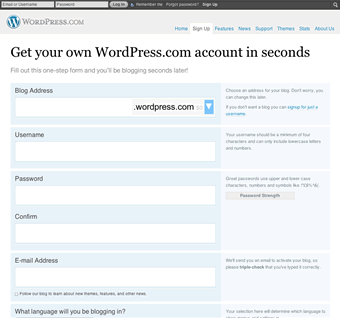 Email or Username Password Log In Remember me Forgot password? Sign Up
WORDPRESS.COM
Home Sign Up Features News Support Themes Stats About Us
Get your own WordPress.com account in seconds
Fill out this one-step form and you'll be blogging seconds later!
Blog Address
Choose an address for your blog. Don't worry, you
can change this later.
.wordpress.com
If you don't want a blog you can signup for just a
username.
Username
Your username should be a minimum of four
characters and can only include lowercase letters
and numbers.
Password
Great passwords use upper and lower case
characters, numbers and symbols like
Password Strength
Confirm
E-mail Address
We'll send you an email to activate your blog, so
please triple-check that you've typed it correctly.
Follow our blog to learn about new themes, features, and other news.
What language will you be blogging in?
Your selection here will determine which language to